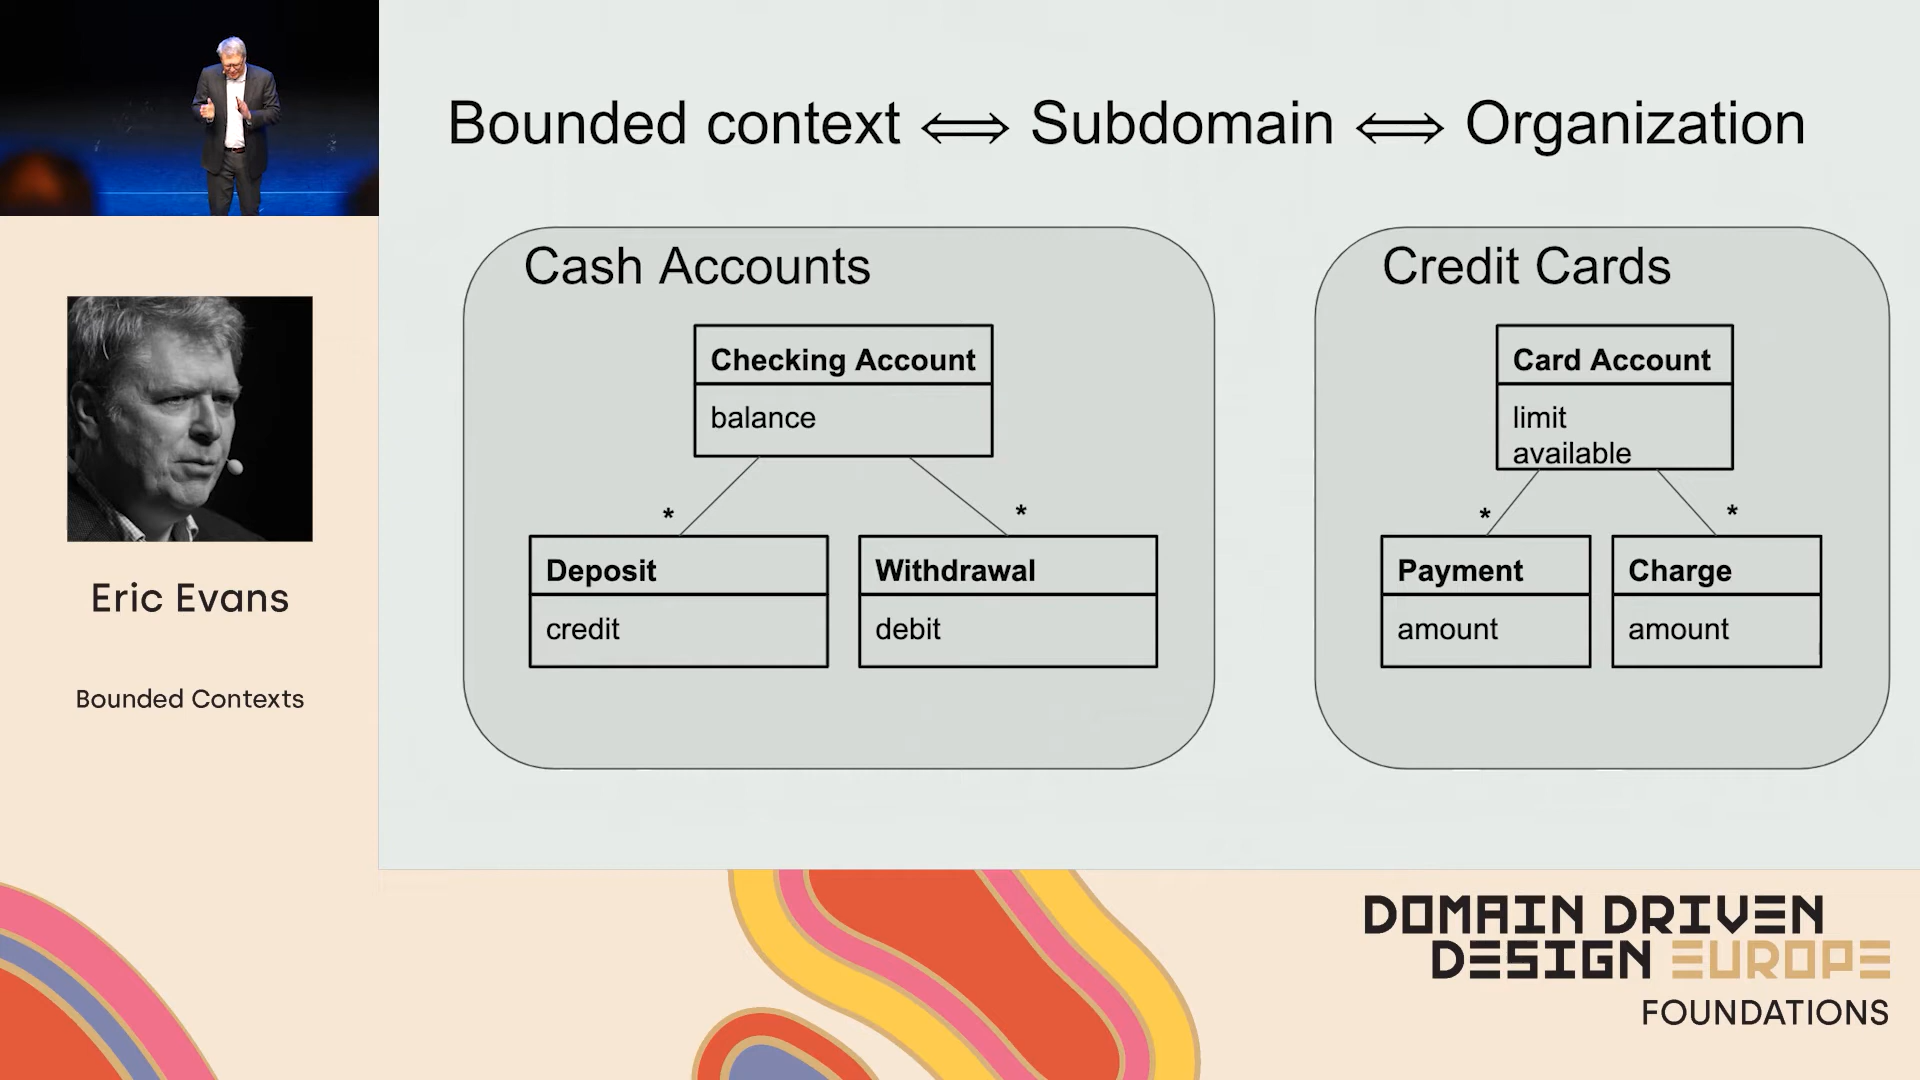 Bounded context ⟺ Subdomain ⟺ Organization
Cash Accounts
Checking Account
balance
*
*
Deposit
credit
Withdrawal
debit
Credit Cards
Card Account
limit
available
*
*
Payment
amount
Charge
amount
Eric Evans
Bounded Contexts
DOMAIN DRIVEN
DESIGN EUROPE
FOUNDATIONS